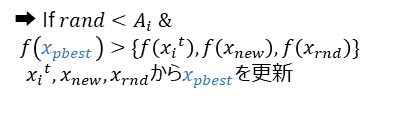 ➡ If rand < A_i &
f(x_pbest) > {f(x_i^t), f(x_new), f(x_rnd)}
x_i^t, x_new, x_rndからx_pbestを更新